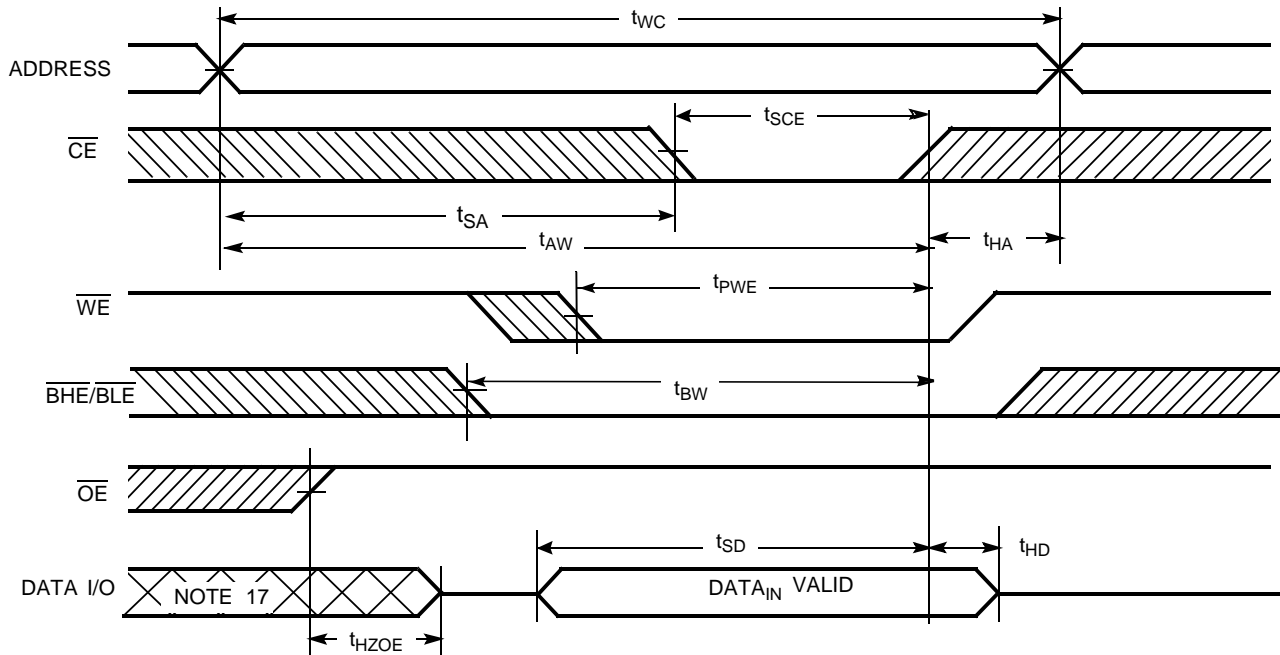 tWC
ADDRESS
tSCE
CE
tSA
tAW
tHA
tPWE
WE
tBW
BHE/BLE
OE
tSD
tHD
DATA I/O
NOTE 17
DATAIN VALID
tHZOE